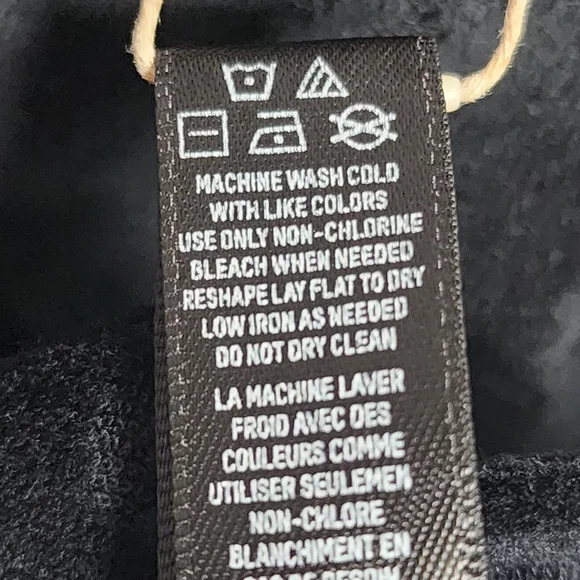 MACHINE WASH COLD
WITH LIKE COLORS
USE ONLY NON-CHLORINE
BLEACH WHEN NEEDED
RESHAPE LAY FLAT TO DRY
LOW IRON AS NEEDED
DO NOT DRY CLEAN
LA MACHINE LAVER
FROID AVEC DES
COULEURS COMME
UTILISER SEULEMEN
NON-CHLORE
BLANCHIMENT EN